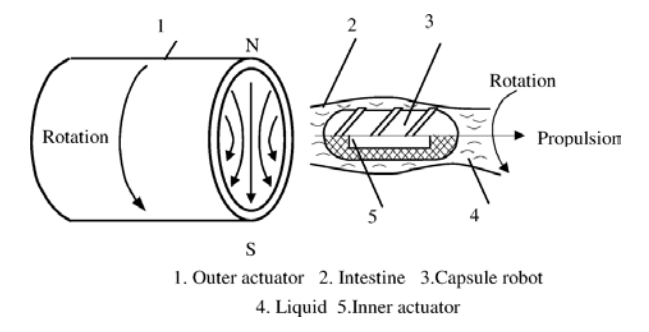 1
2
3
N
Rotation
Rotation
Propulsion
5
4
S
1. Outer actuator 2. Intestine 3.Capsule robot
4. Liquid 5.Inner actuator